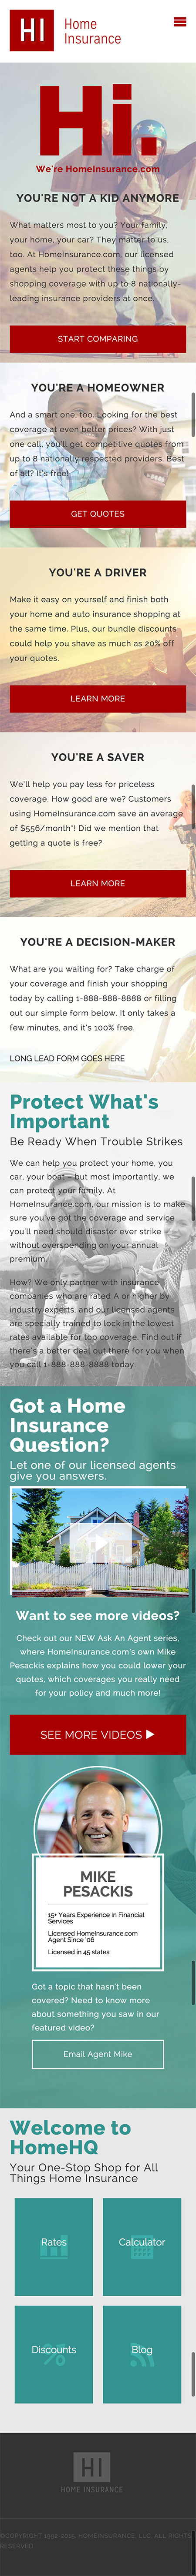 HI
Home
Insurance
Hi.
We're HomeInsurance.com
YOU'RE NOT A KID ANYMORE
What matters most to you? Your family,
your home, your car? They matter to us,
too. At HomeInsurance.com, our licensed
agents help you protect these things by
shopping coverage with up to 8 nationally-
leading insurance providers at once.
START COMPARING
YOU'RE A HOMEOWNER
And a smart one, too. Looking for the best
coverage at even better prices? With just
one call, you'll get competitive quotes from
up to 8 nationally respected providers. Best
of all? It's free!
GET QUOTES
YOU'RE A DRIVER
Make it easy on yourself and finish both
your home and auto insurance shopping at
the same time. Plus, our bundle discounts
could help you shave as much as 20% off
your quotes.
LEARN MORE
YOU'RE A SAVER
We'll help you pay less for priceless
coverage. How good are we? Customers
using HomeInsurance.com save an average
of $556/month*! Did we mention that
getting a quote is free?
LEARN MORE
YOU'RE A DECISION-MAKER
What are you waiting for? Take charge of
your coverage and finish your shopping
today by calling 1-888-888-8888 or filling
out our simple form below. It only takes a
few minutes, and it's 100% free.
LONG LEAD FORM GOES HERE
Protect What's
Important
Be Ready When Trouble Strikes
We can help you protect your home, you
car, your boat – but most importantly, we
can protect your family. At
HomeInsurance.com, our mission is to make
sure you've got the coverage and service
you'll need should disaster ever strike -
without overspending on your annual
premium.
How? We only partner with insurance
companies who are rated A or higher by
industry experts, and our licensed agents
are specially trained to lock in the lowest
rates available for top coverage. Find out if
there's a better deal out there for you when
you call 1-888-888-8888 today.
Got a Home
Insurance
Question?
Let one of our licensed agents
give you answers.
Want to see more videos?
Check out our NEW Ask An Agent series,
where HomeInsurance.com's own Mike
Pesackis explains how you could lower your
quotes, which coverages you really need
for your policy and much more!
SEE MORE VIDEOS
MIKE
PESACKIS
15+ Years Experience In Financial
Services
Licensed HomeInsurance.com
Agent Since '06
Licensed in 45 states
Got a topic that hasn't been
covered? Need to know more
about something you saw in our
featured video?
Email Agent Mike
Welcome to
HomeHQ
Your One-Stop Shop for All
Things Home Insurance
Rates
Calculator
Discounts
Blog
HI
HOME INSURANCE
©COPYRIGHT 1992-2015, HOMEINSURANCE, LLC. ALL RIGHTS
RESERVED